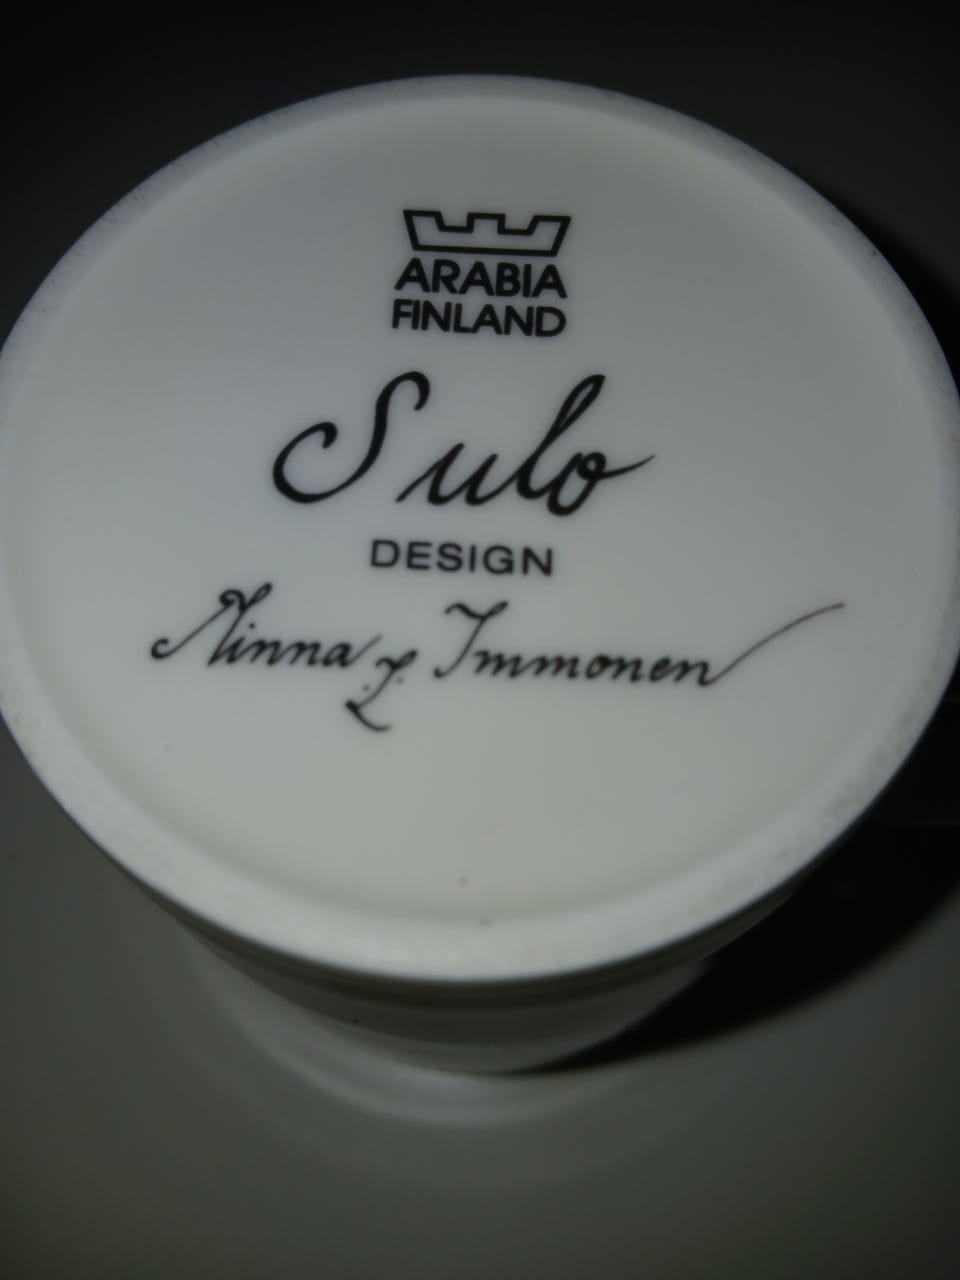 ARABIA
FINLAND
Sulo
DESIGN
Minna L. Immonen